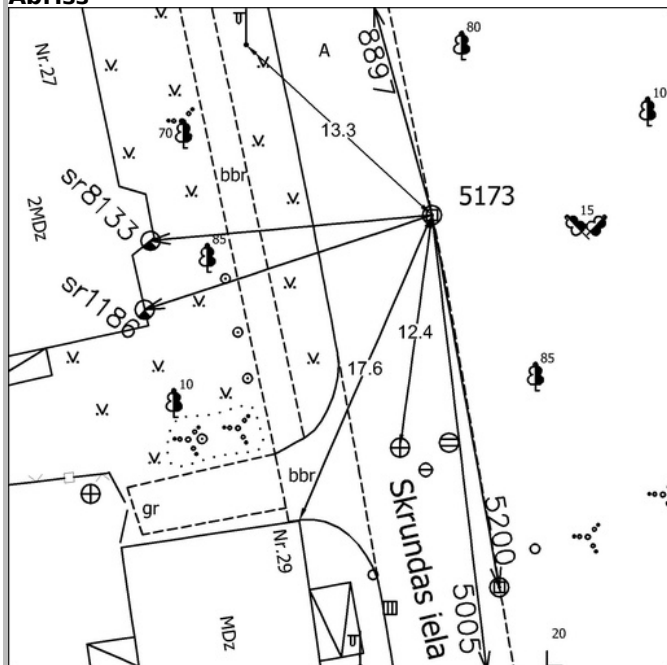 Abriss
Nr.27
A
8897
80
10
70
13.3
bbr
5173
2MDz
sr8133
85
15
sr118
12.4
17.6
85
10
bbr
gr
Skrundas iela
5200
5005
Nr.29
MDz
20